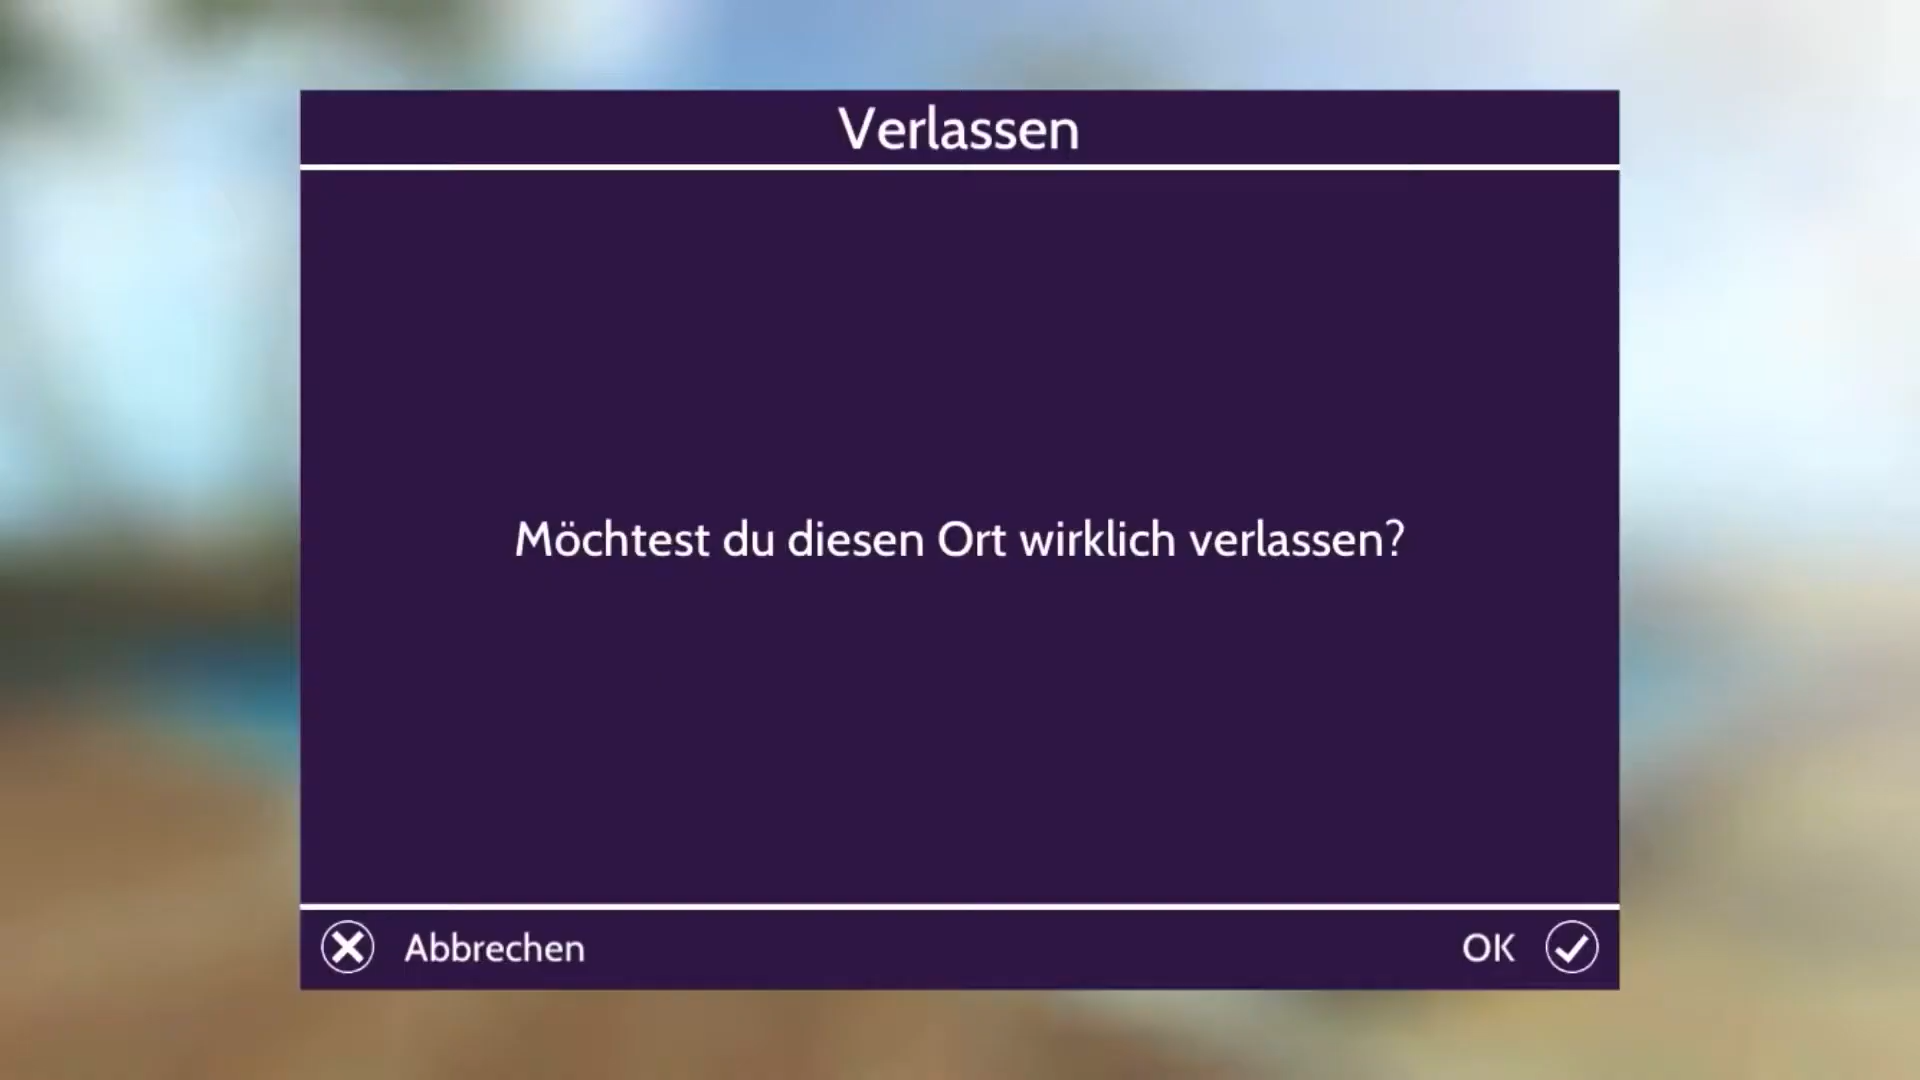 Verlassen
Möchtest du diesen Ort wirklich verlassen?
Abbrechen
OK